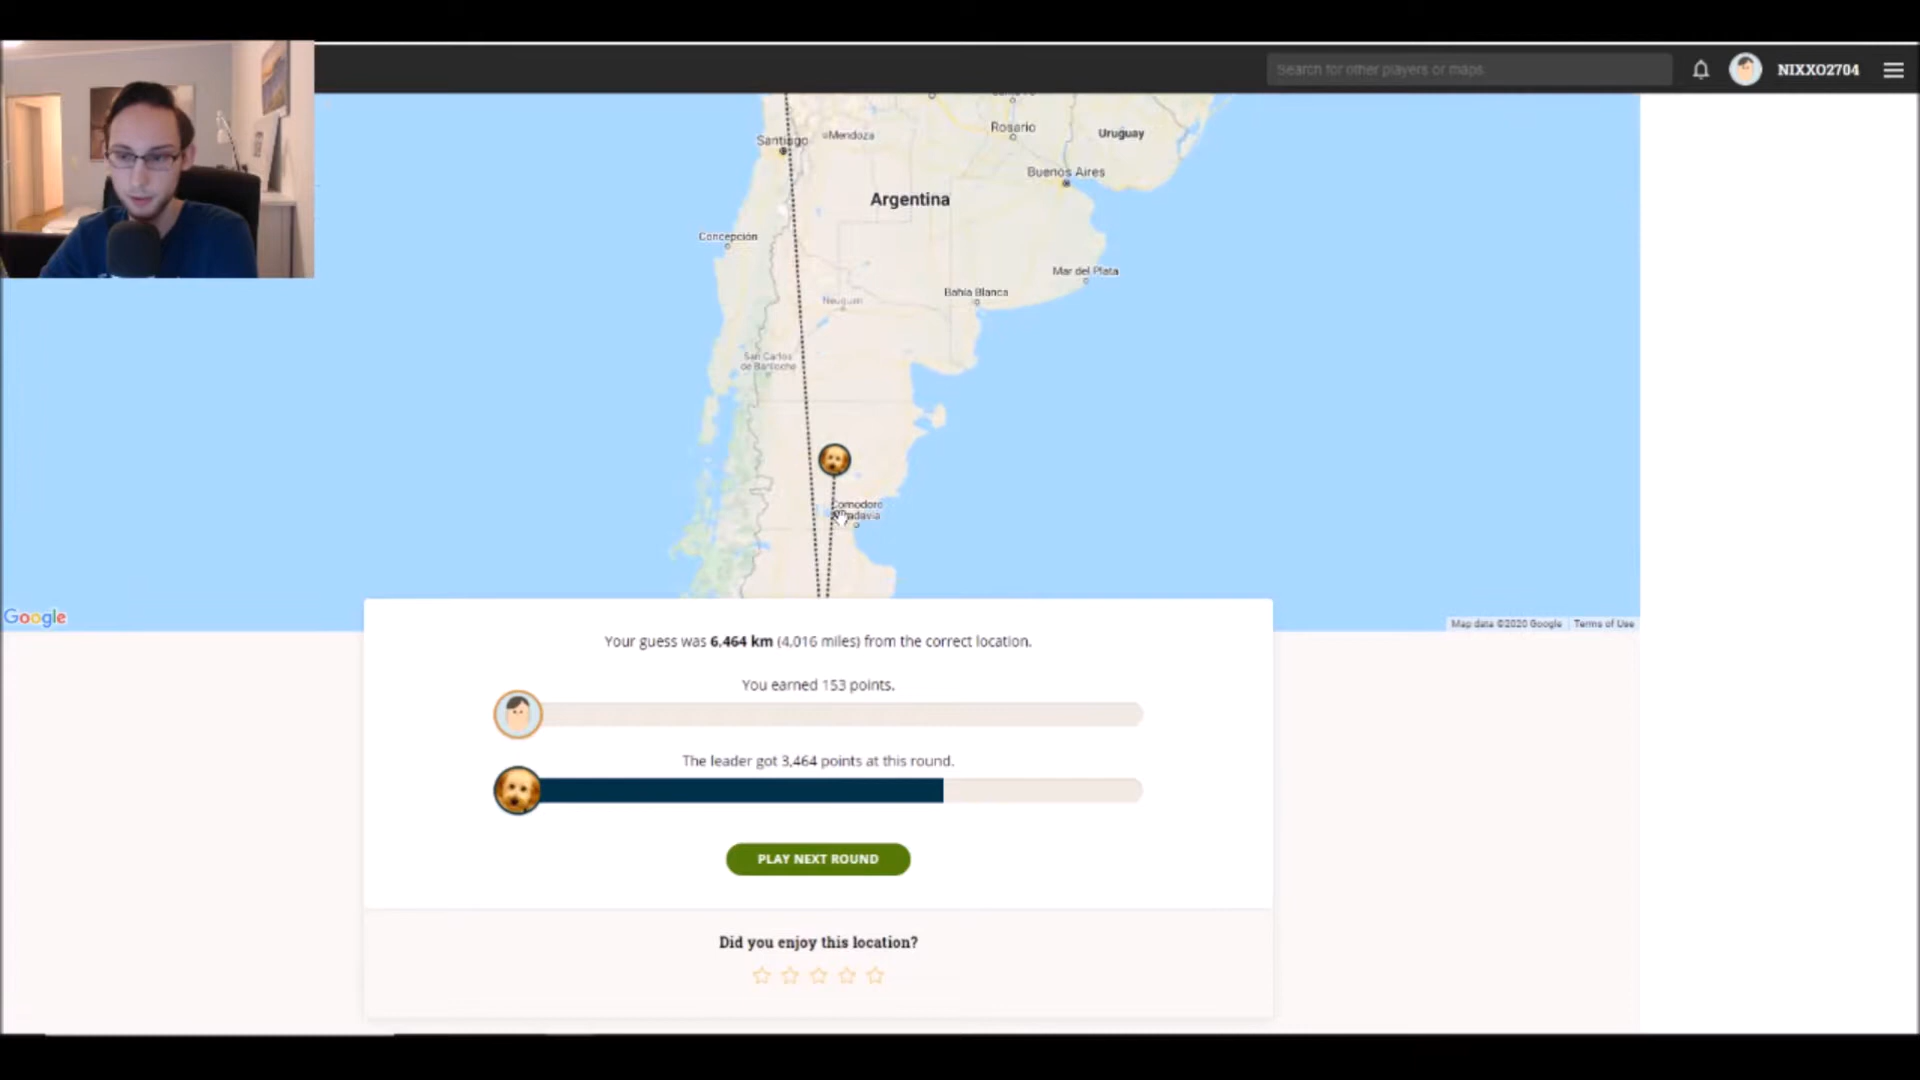 Search for other players or maps
NIXXO2704
Santiago
Mendoza
Rosario
Uruguay
Buenos Aires
Argentina
Concepción
Mar del Plata
Bahía Blanca
Neuquén
San Carlos
de Bariloche
Comodoro
Google
Map data ©2020 Google
Terms of Use
Your guess was 6,464 km (4,016 miles) from the correct location.
You earned 153 points.
The leader got 3,464 points at this round.
PLAY NEXT ROUND
Did you enjoy this location?